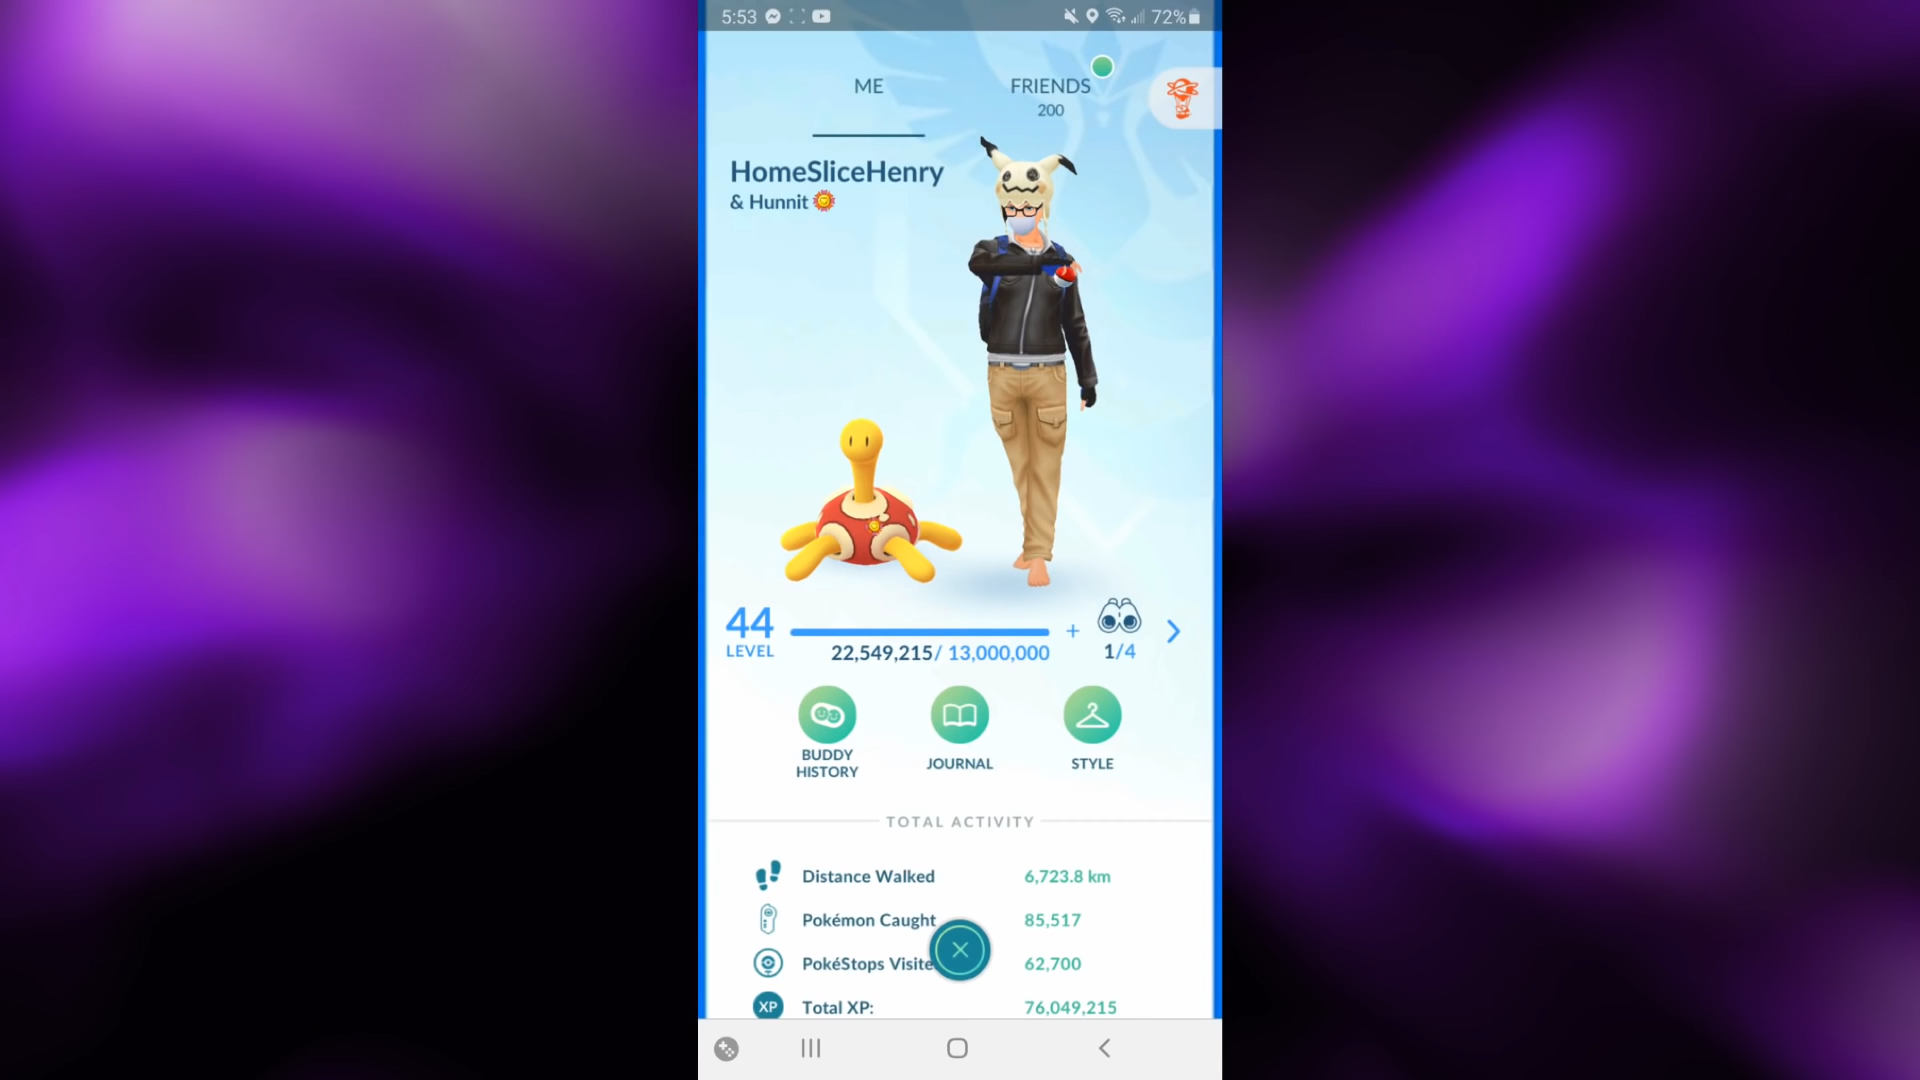 5:53
72%
ME
FRIENDS
200
HomeSliceHenry
& Hunnit
44
LEVEL
22,549,215/ 13,000,000
+
1/4
BUDDY
HISTORY
JOURNAL
STYLE
TOTAL ACTIVITY
Distance Walked 6,723.8 km
Pokémon Caught 85,517
PokéStops Visite 62,700
XP Total XP: 76,049,215